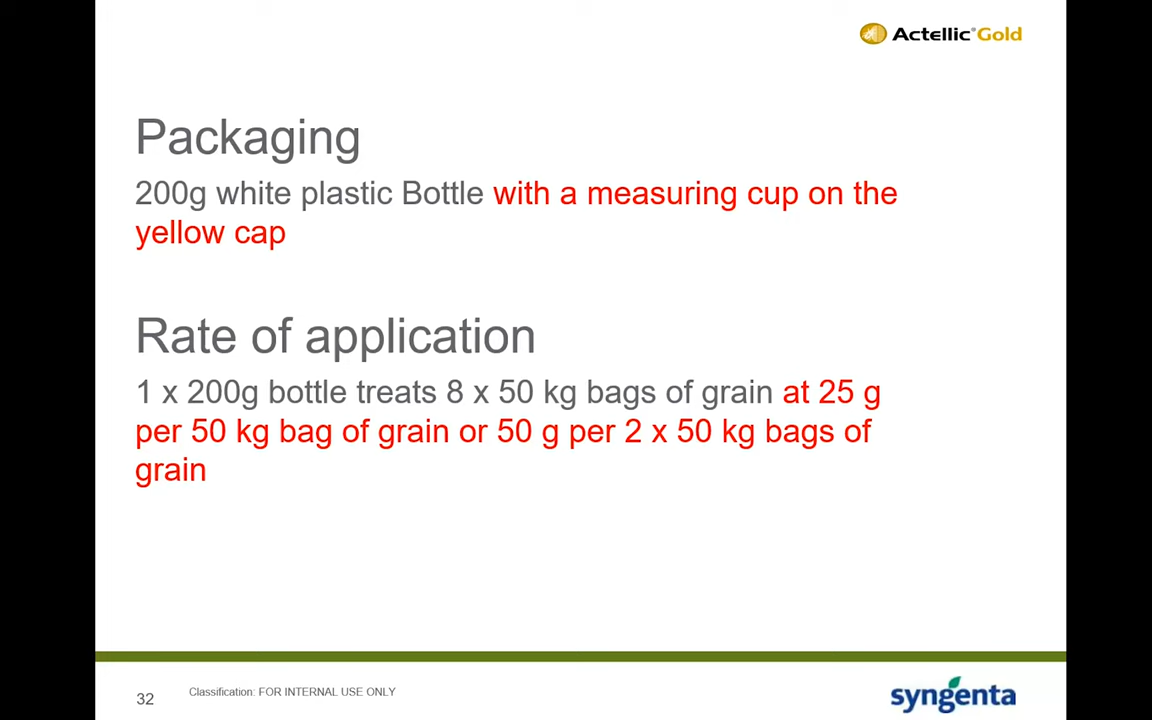 Actellic®Gold
Packaging
200g white plastic Bottle with a measuring cup on the
yellow cap
Rate of application
1 x 200g bottle treats 8 x 50 kg bags of grain at 25 g
per 50 kg bag of grain or 50 g per 2 x 50 kg bags of
grain
32
Classification: FOR INTERNAL USE ONLY
syngenta